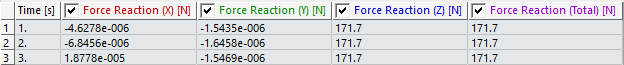 Time [s] Force Reaction (X) [N] Force Reaction (Y) [N] Force Reaction (Z) [N] Force Reaction (Total) [N]
1 1. -4.6278e-006 -1.5435e-006 171.7 171.7
2 2. -6.8456e-006 -1.6458e-006 171.7 171.7
3 3. 1.8778e-005 -1.5469e-006 171.7 171.7